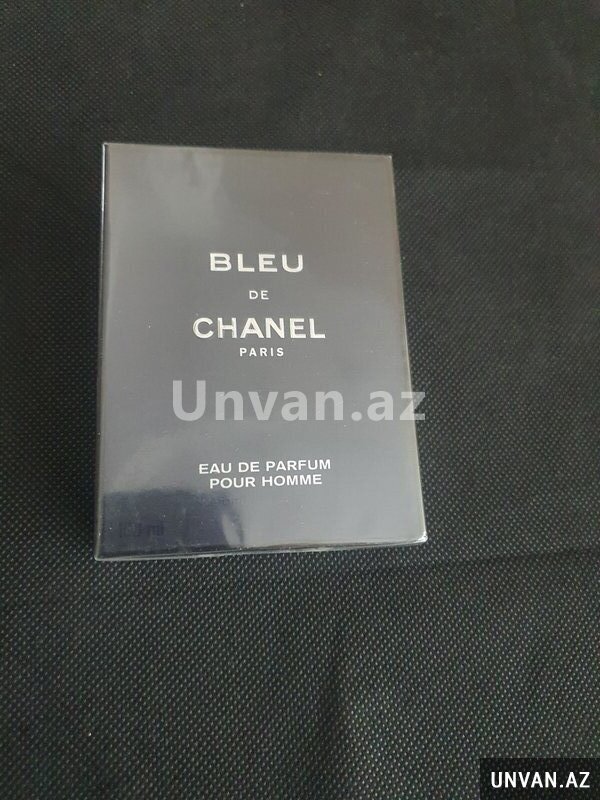 BLEU
DE
CHANEL
PARIS
Unvan.az
EAU DE PARFUM
POUR HOMME
UNVAN.AZ